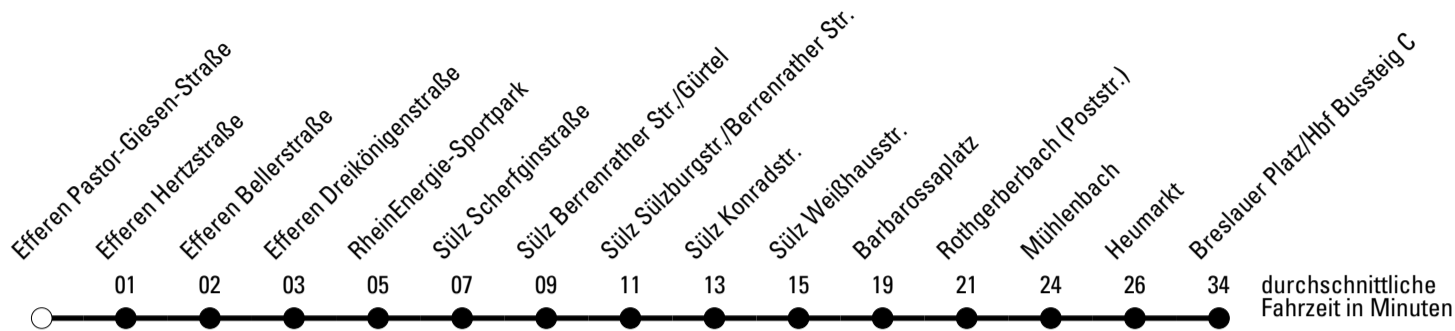 Efferen Pastor-Giesen-Straße
Efferen Hertzstraße
Efferen Bellerstraße
Efferen Dreikönigenstraße
RheinEnergie-Sportpark
Sülz Scherfginstraße
Sülz Berrenrather Str./Gürtel
Sülz Sülzburgstr./Berrenrather Str.
Sülz Konradstr.
Sülz Weißhausstr.
Barbarossaplatz
Rothgerberbach (Poststr.)
Mühlenbach
Heumarkt
Breslauer Platz/Hbf Bussteig C
01 02 03 05 07 09 11 13 15 19 21 24 26 34
durchschnittliche
Fahrzeit in Minuten